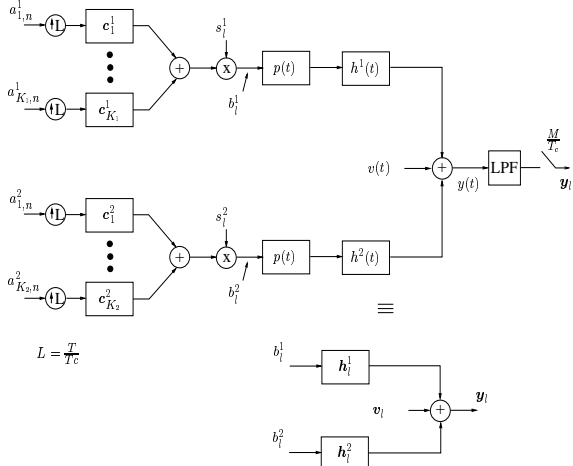 a^1_{1,n}
↑L
c^1_1
s^1_l
+
x
p(t)
h^1(t)
b^1_l
a^1_{K_1,n}
↑L
c^1_{K_1}
M/T_c
v(t)
+
y(t)
LPF
y_l
a^2_{1,n}
↑L
c^2_1
s^2_l
+
x
p(t)
h^2(t)
b^2_l
a^2_{K_2,n}
↑L
c^2_{K_2}
≡
L = T/Tc
b^1_l
h^1_l
v_l
+
y_l
b^2_l
h^2_l